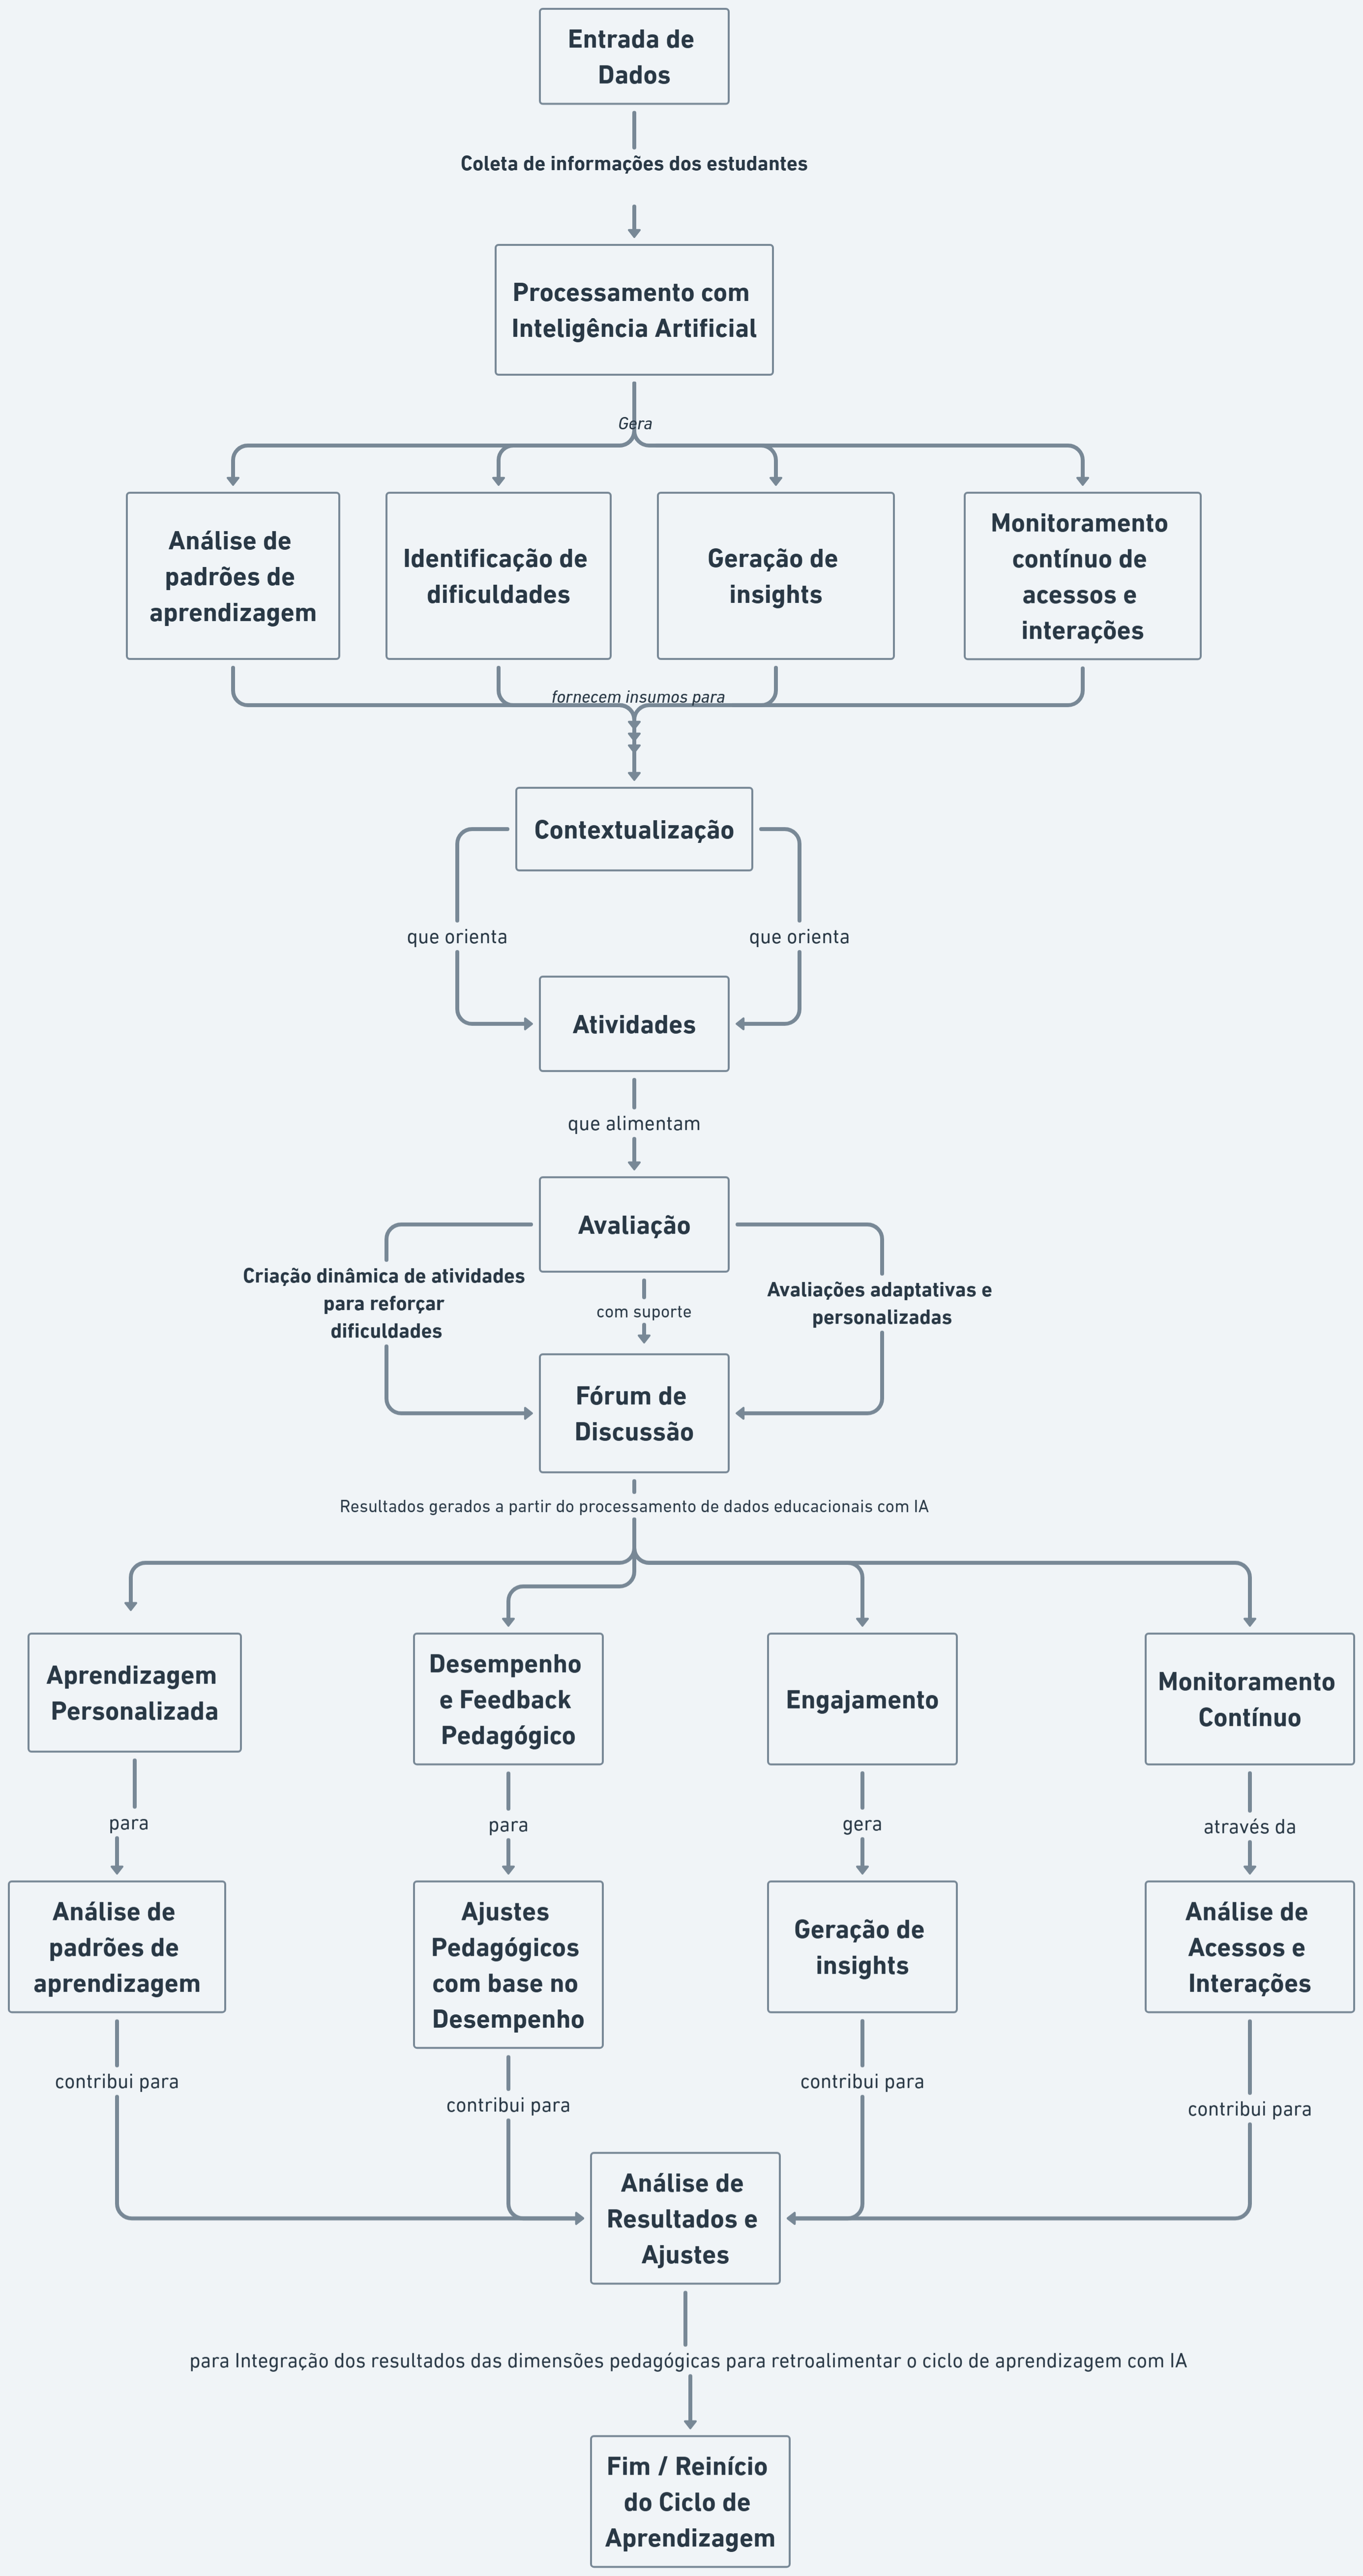 Entrada de
Dados
Coleta de informações dos estudantes
Processamento com
Inteligência Artificial
Gera
Análise de
padrões de
aprendizagem
Identificação de
dificuldades
Geração de
insights
Monitoramento
contínuo de
acessos e
interações
fornecem insumos para
Contextualização
que orienta
que orienta
Atividades
que alimentam
Avaliação
Criação dinâmica de atividades
para reforçar
dificuldades
com suporte
Avaliações adaptativas e
personalizadas
Fórum de
Discussão
Resultados gerados a partir do processamento de dados educacionais com IA
Aprendizagem
Personalizada
Desempenho
e Feedback
Pedagógico
Engajamento
Monitoramento
Contínuo
para
para
gera
através da
Análise de
padrões de
aprendizagem
Ajustes
Pedagógicos
com base no
Desempenho
Geração de
insights
Análise de
Acessos e
Interações
contribui para
contribui para
contribui para
contribui para
Análise de
Resultados e
Ajustes
para Integração dos resultados das dimensões pedagógicas para retroalimentar o ciclo de aprendizagem com IA
Fim / Reinício
do Ciclo de
Aprendizagem